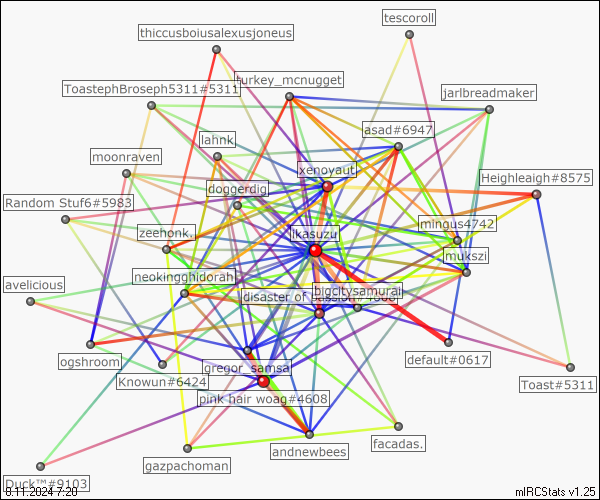 tescoroll
thiccusboiusalexusjoneus
turkey_mcnugget
ToastephBroseph5311#5311
jarlbreadmaker
asad#6947
lahnk
moonraven
xenoyaut
Heighleaigh#8575
doggerdig
Random Stuf6#5983
mingus4742
zeehonk.
ikasuzu
mukszi
neokingghidorah
avelicious
bigcitysamurai
disaster of passion#4608
ogshroom
default#0617
gregor_samsa
Knowun#6424
Toast#5311
pink hair woag#4608
facadas.
andnewbees
gazpachoman
Duck™#9103
8.11.2024 7:20
mIRCStats v1.25